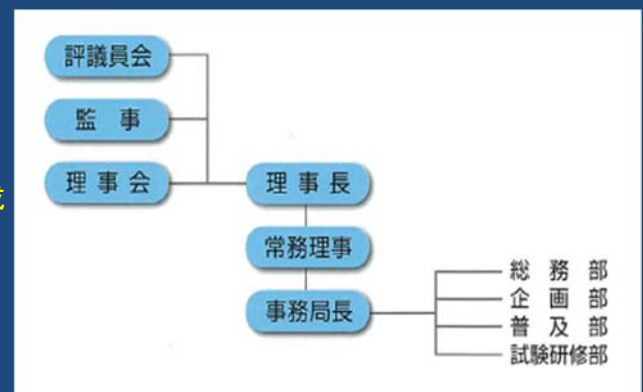 評議員会
監事
理事会
理事長
常務理事
事務局長
総務部
企画部
普及部
試験研修部